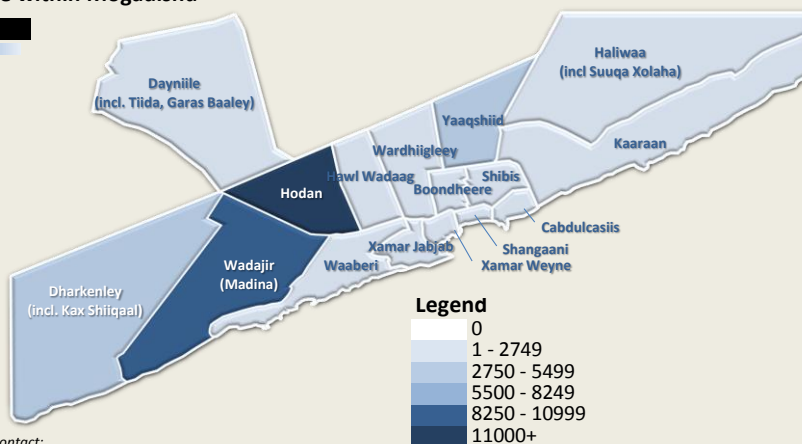 within Mogadishu
Dayniile
(incl. Tiida, Garas Baaley)
Haliwaa
(incl Suuqa Xolaha)
Yaaqshiid
Kaaraan
Wardhiigleey
Hawl Wadaag
Shibis
Boondheere
Hodan
Cabdulcasiis
Shangaani
Xamar Jabjab
Xamar Weyne
Waaberi
Wadajir
(Madina)
Dharkenley
(incl. Kax Shiiqaal)
Legend
0
1 - 2749
2750 - 5499
5500 - 8249
8250 - 10999
11000+
ontact: